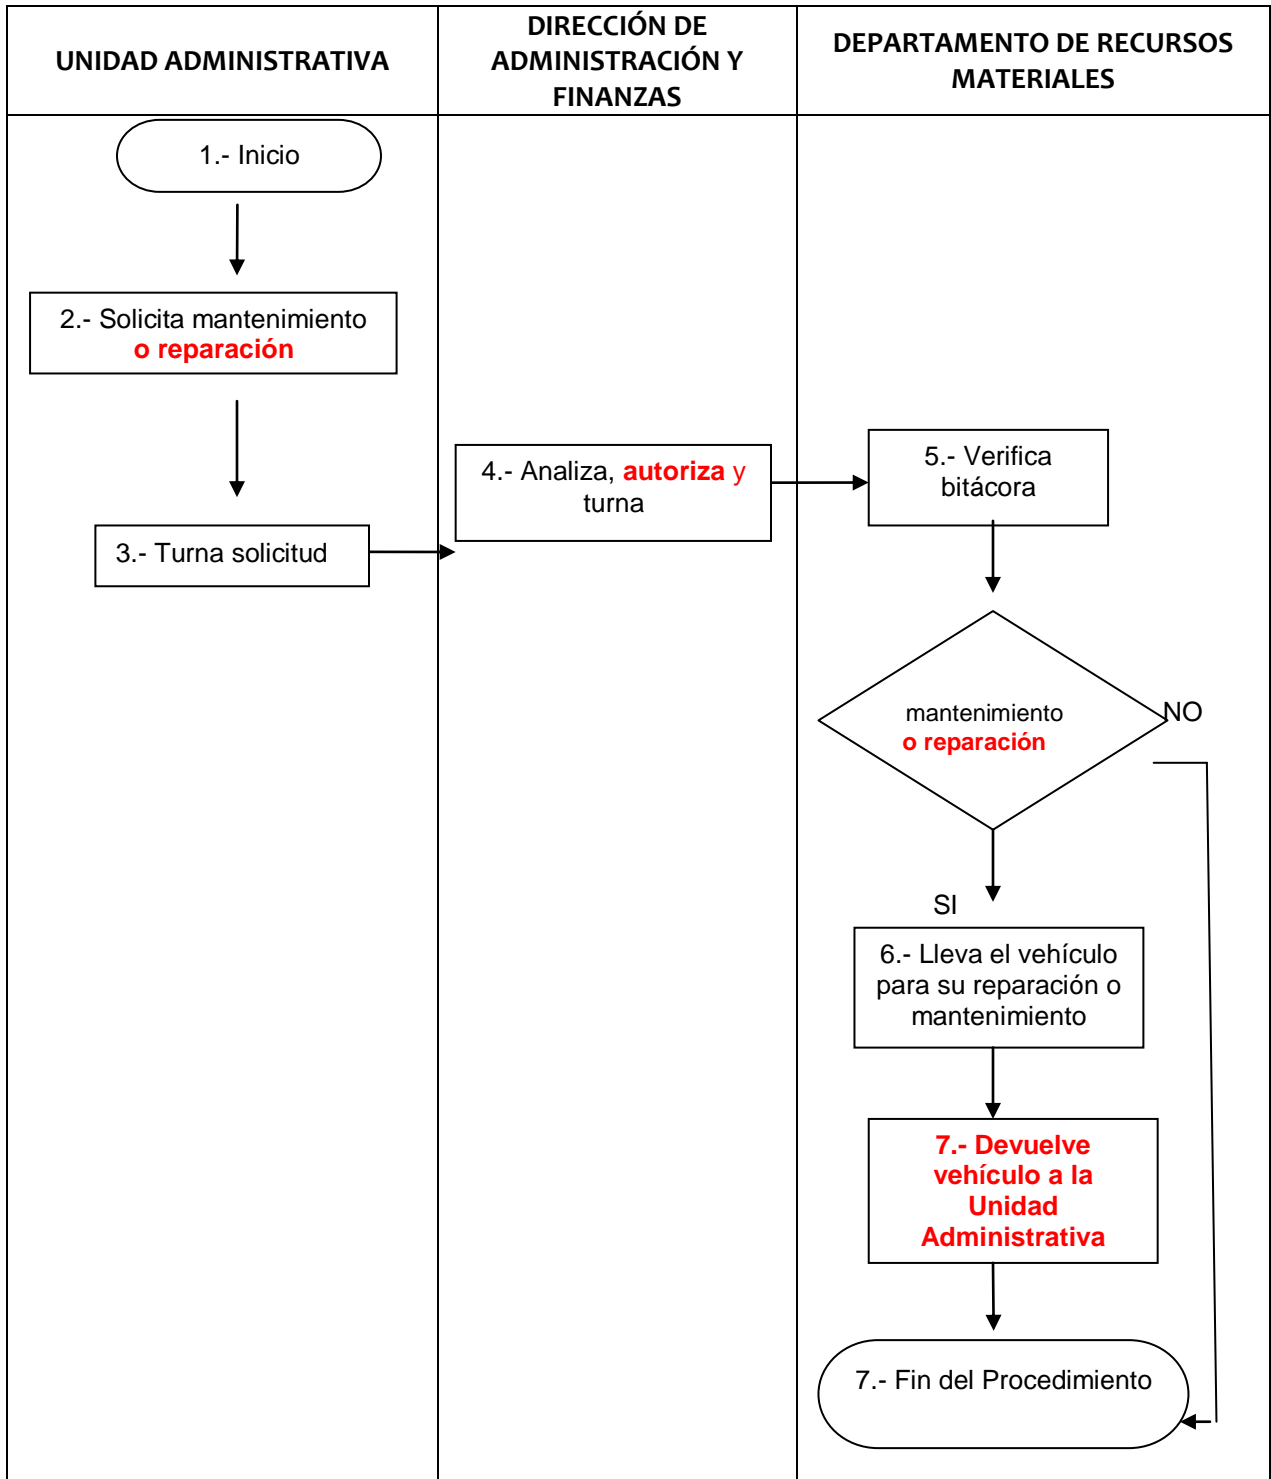 UNIDAD ADMINISTRATIVA
DIRECCIÓN DE
ADMINISTRACIÓN Y
FINANZAS
DEPARTAMENTO DE RECURSOS
MATERIALES
1.- Inicio
2.- Solicita mantenimiento
o reparación
3.- Turna solicitud
4.- Analiza, autoriza y
turna
5.- Verifica
bitácora
mantenimiento
o reparación
NO
SI
6.- Lleva el vehículo
para su reparación o
mantenimiento
7.- Devuelve
vehículo a la
Unidad
Administrativa
7.- Fin del Procedimiento